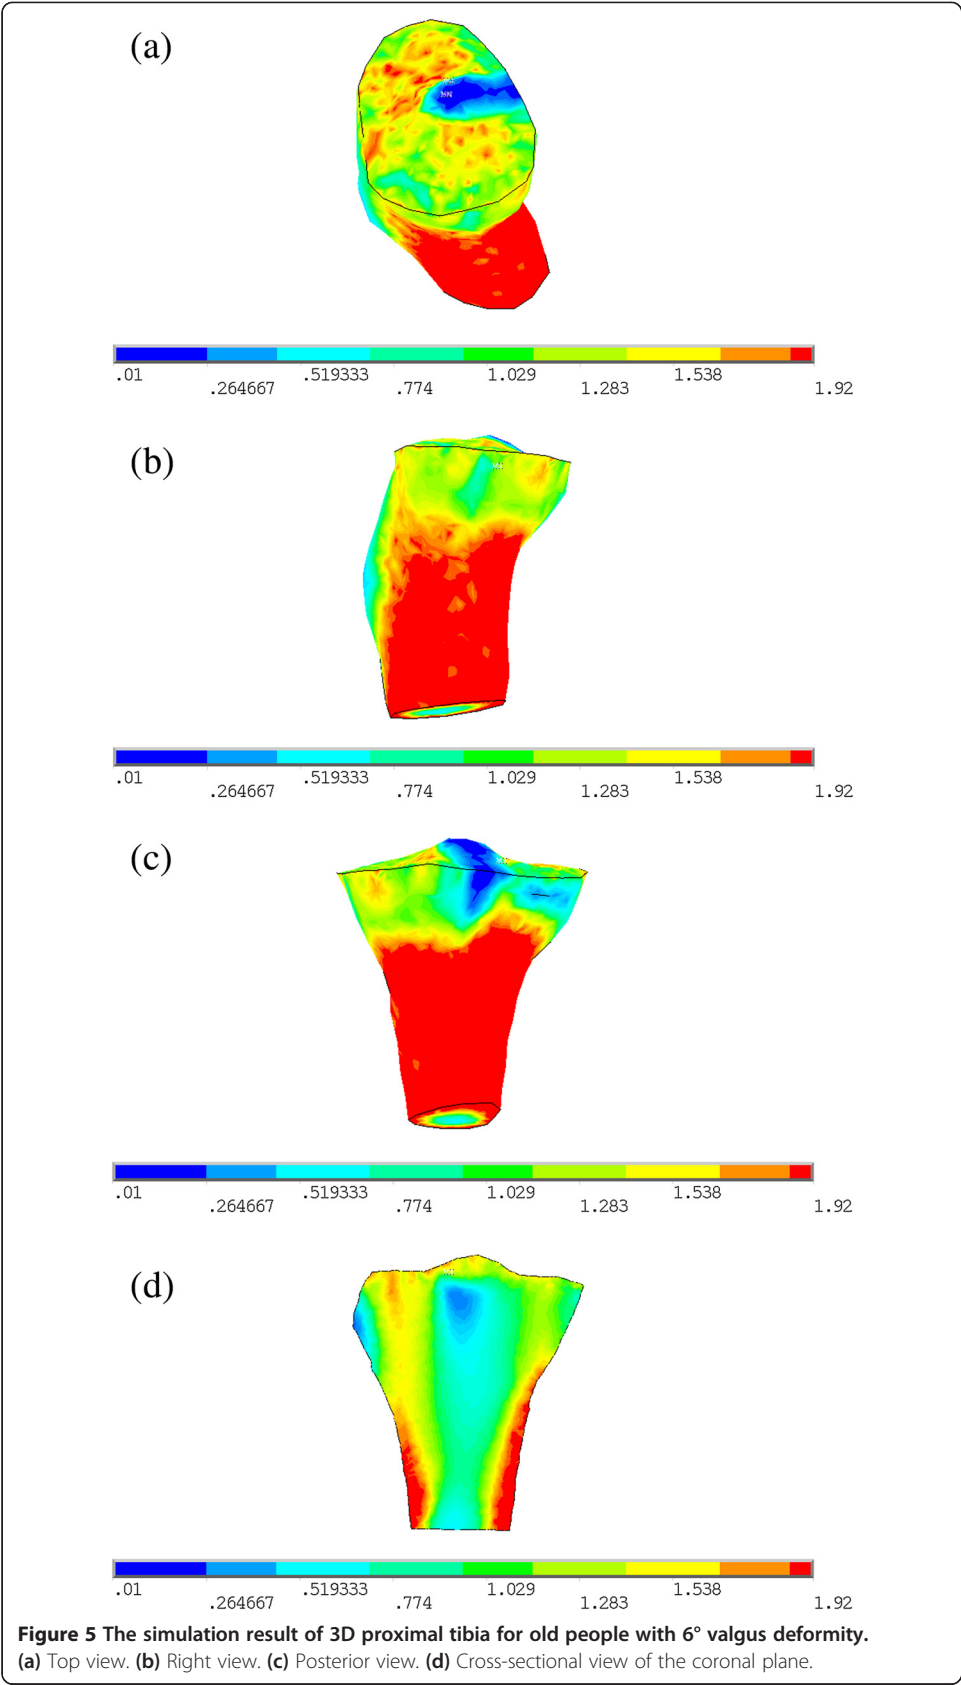 (a)
.01 .519333 1.029 1.538
.264667 .774 1.283 1.92
(b)
.01 .519333 1.029 1.538
.264667 .774 1.283 1.92
(c)
.01 .519333 1.029 1.538
.264667 .774 1.283 1.92
(d)
.01 .519333 1.029 1.538
.264667 .774 1.283 1.92
Figure 5 The simulation result of 3D proximal tibia for old people with 6° valgus deformity.
(a) Top view. (b) Right view. (c) Posterior view. (d) Cross-sectional view of the coronal plane.